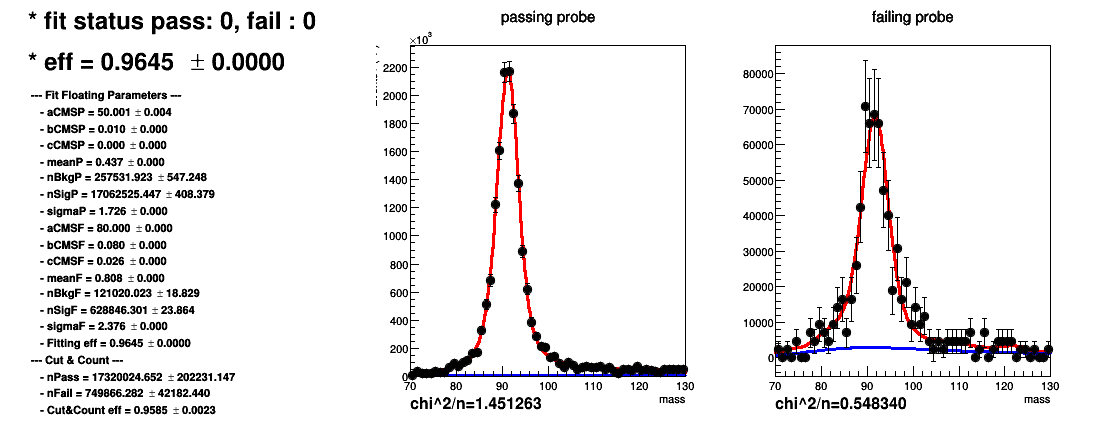 * fit status pass: 0, fail : 0
* eff = 0.9645 ± 0.0000
--- Fit Floating Parameters ---
- aCMSP = 50.001 ± 0.004
- bCMSP = 0.010 ± 0.000
- cCMSP = 0.000 ± 0.000
- meanP = 0.437 ± 0.000
- nBkgP = 257531.923 ± 547.248
- nSigP = 17062525.447 ± 408.379
- sigmaP = 1.726 ± 0.000
- aCMSF = 80.000 ± 0.000
- bCMSF = 0.080 ± 0.000
- cCMSF = 0.026 ± 0.000
- meanF = 0.808 ± 0.000
- nBkgF = 121020.023 ± 18.829
- nSigF = 628846.301 ± 23.864
- sigmaF = 2.376 ± 0.000
- Fitting eff = 0.9645 ± 0.0000
--- Cut & Count ---
- nPass = 17320024.652 ± 202231.147
- nFail = 749866.282 ± 42182.440
- Cut&Count eff = 0.9585 ± 0.0023
passing probe
×10³
2200
2000
1800
1600
1400
1200
1000
800
600
400
200
0
70 80 90 100 110 120 130
mass
chi^2/n=1.451263
failing probe
80000
70000
60000
50000
40000
30000
20000
10000
0
70 80 90 100 110 120 130
mass
chi^2/n=0.548340